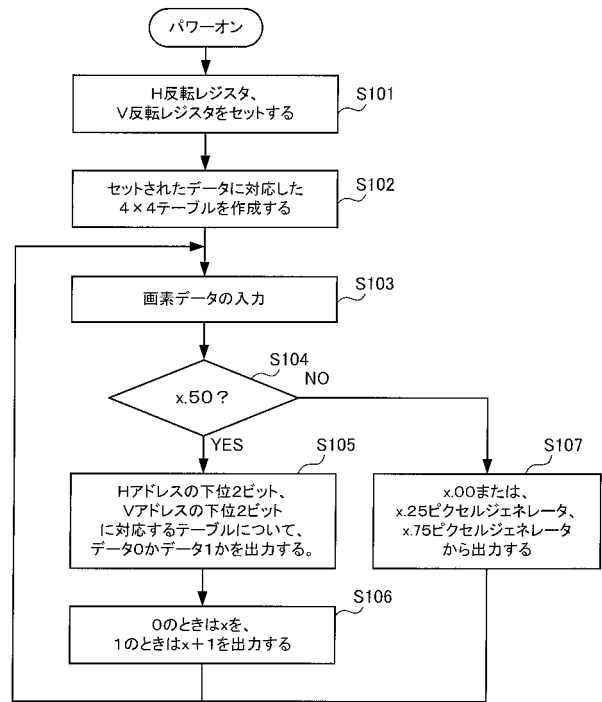 パワーオン
H反転レジスタ、
V反転レジスタをセットする
S101
セットされたデータに対応した
4×4テーブルを作成する
S102
画素データの入力
S103
x.50？
S104
NO
YES
Hアドレスの下位2ビット、
Vアドレスの下位2ビット
に対応するテーブルについて、
データ0かデータ1かを出力する。
S105
x.00または、
x.25ピクセルジェネレータ、
x.75ピクセルジェネレータ
から出力する
S107
0のときはxを、
1のときはx＋1を出力する
S106